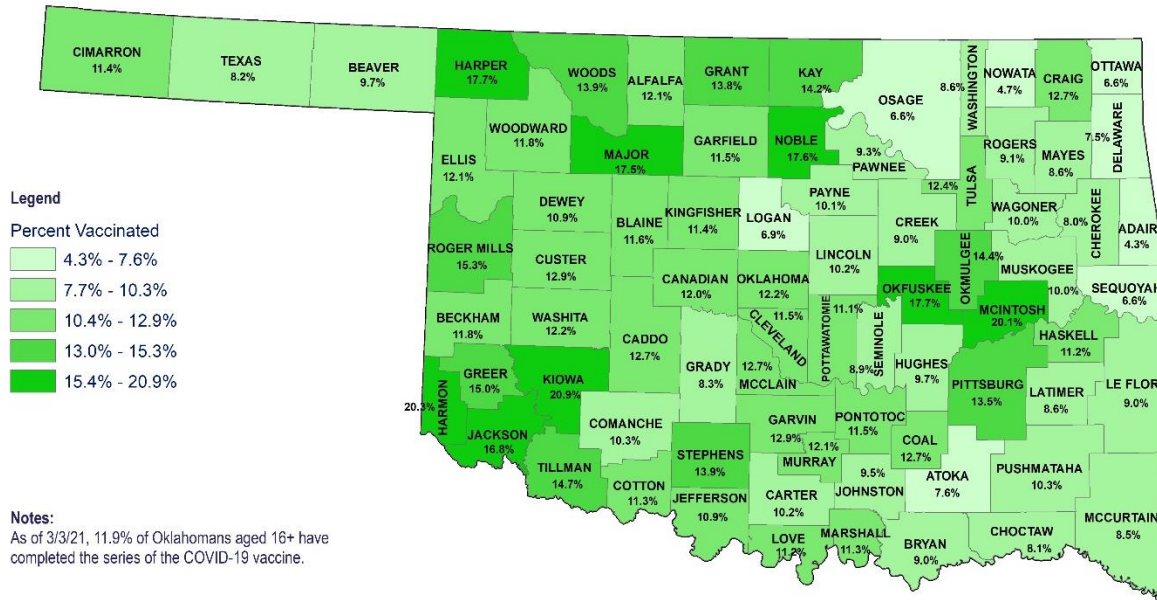 CIMARRON
11.4%
TEXAS
8.2%
BEAVER
9.7%
HARPER
17.7%
WOODS
13.9%
ALFALFA
12.1%
GRANT
13.8%
KAY
14.2%
OSAGE
6.6%
8.6%
WASHINGTON
NOWATA
4.7%
CRAIG
12.7%
OTTAWA
6.6%
7.5%
DELAWARE
ELLIS
12.1%
WOODWARD
11.8%
MAJOR
17.5%
GARFIELD
11.5%
NOBLE
17.6%
9.3%
PAWNEE
12.4%
TULSA
ROGERS
9.1%
MAYES
8.6%
PAYNE
10.1%
CREEK
9.0%
WAGONER
10.0%
8.0%
CHEROKEE
ADAIR
4.3%
ROGER MILLS
15.3%
DEWEY
10.9%
CUSTER
12.9%
BLAINE
11.6%
KINGFISHER
11.4%
LOGAN
6.9%
LINCOLN
10.2%
CANADIAN
12.0%
OKLAHOMA
12.2%
OKFUSKEE
17.7%
OKMULGEE
14.4%
MUSKOGEE
10.0%
SEQUOYAH
6.6%
MCINTOSH
20.1%
HASKELL
11.2%
BECKHAM
11.8%
WASHITA
12.2%
CADDO
12.7%
GRADY
8.3%
11.5%
CLEVELAND
12.7%
MCCLAIN
11.1%
POTTAWATOMIE
8.9%
SEMINOLE
HUGHES
9.7%
PITTSBURG
13.5%
LATIMER
8.6%
LE FLOR
9.0%
20.3%
HARMON
GREER
15.0%
KIOWA
20.9%
JACKSON
16.8%
TILLMAN
14.7%
COMANCHE
10.3%
COTTON
11.3%
STEPHENS
13.9%
JEFFERSON
10.9%
GARVIN
12.9%
12.1%
MURRAY
PONTOTOC
11.5%
COAL
12.7%
CARTER
10.2%
9.5%
JOHNSTON
ATOKA
7.6%
PUSHMATAHA
10.3%
LOVE
11.2%
MARSHALL
11.3%
BRYAN
9.0%
CHOCTAW
8.1%
MCCURTAIN
8.5%
Legend
Percent Vaccinated
4.3% - 7.6%
7.7% - 10.3%
10.4% - 12.9%
13.0% - 15.3%
15.4% - 20.9%
Notes:
As of 3/3/21, 11.9% of Oklahomans aged 16+ have
completed the series of the COVID-19 vaccine.